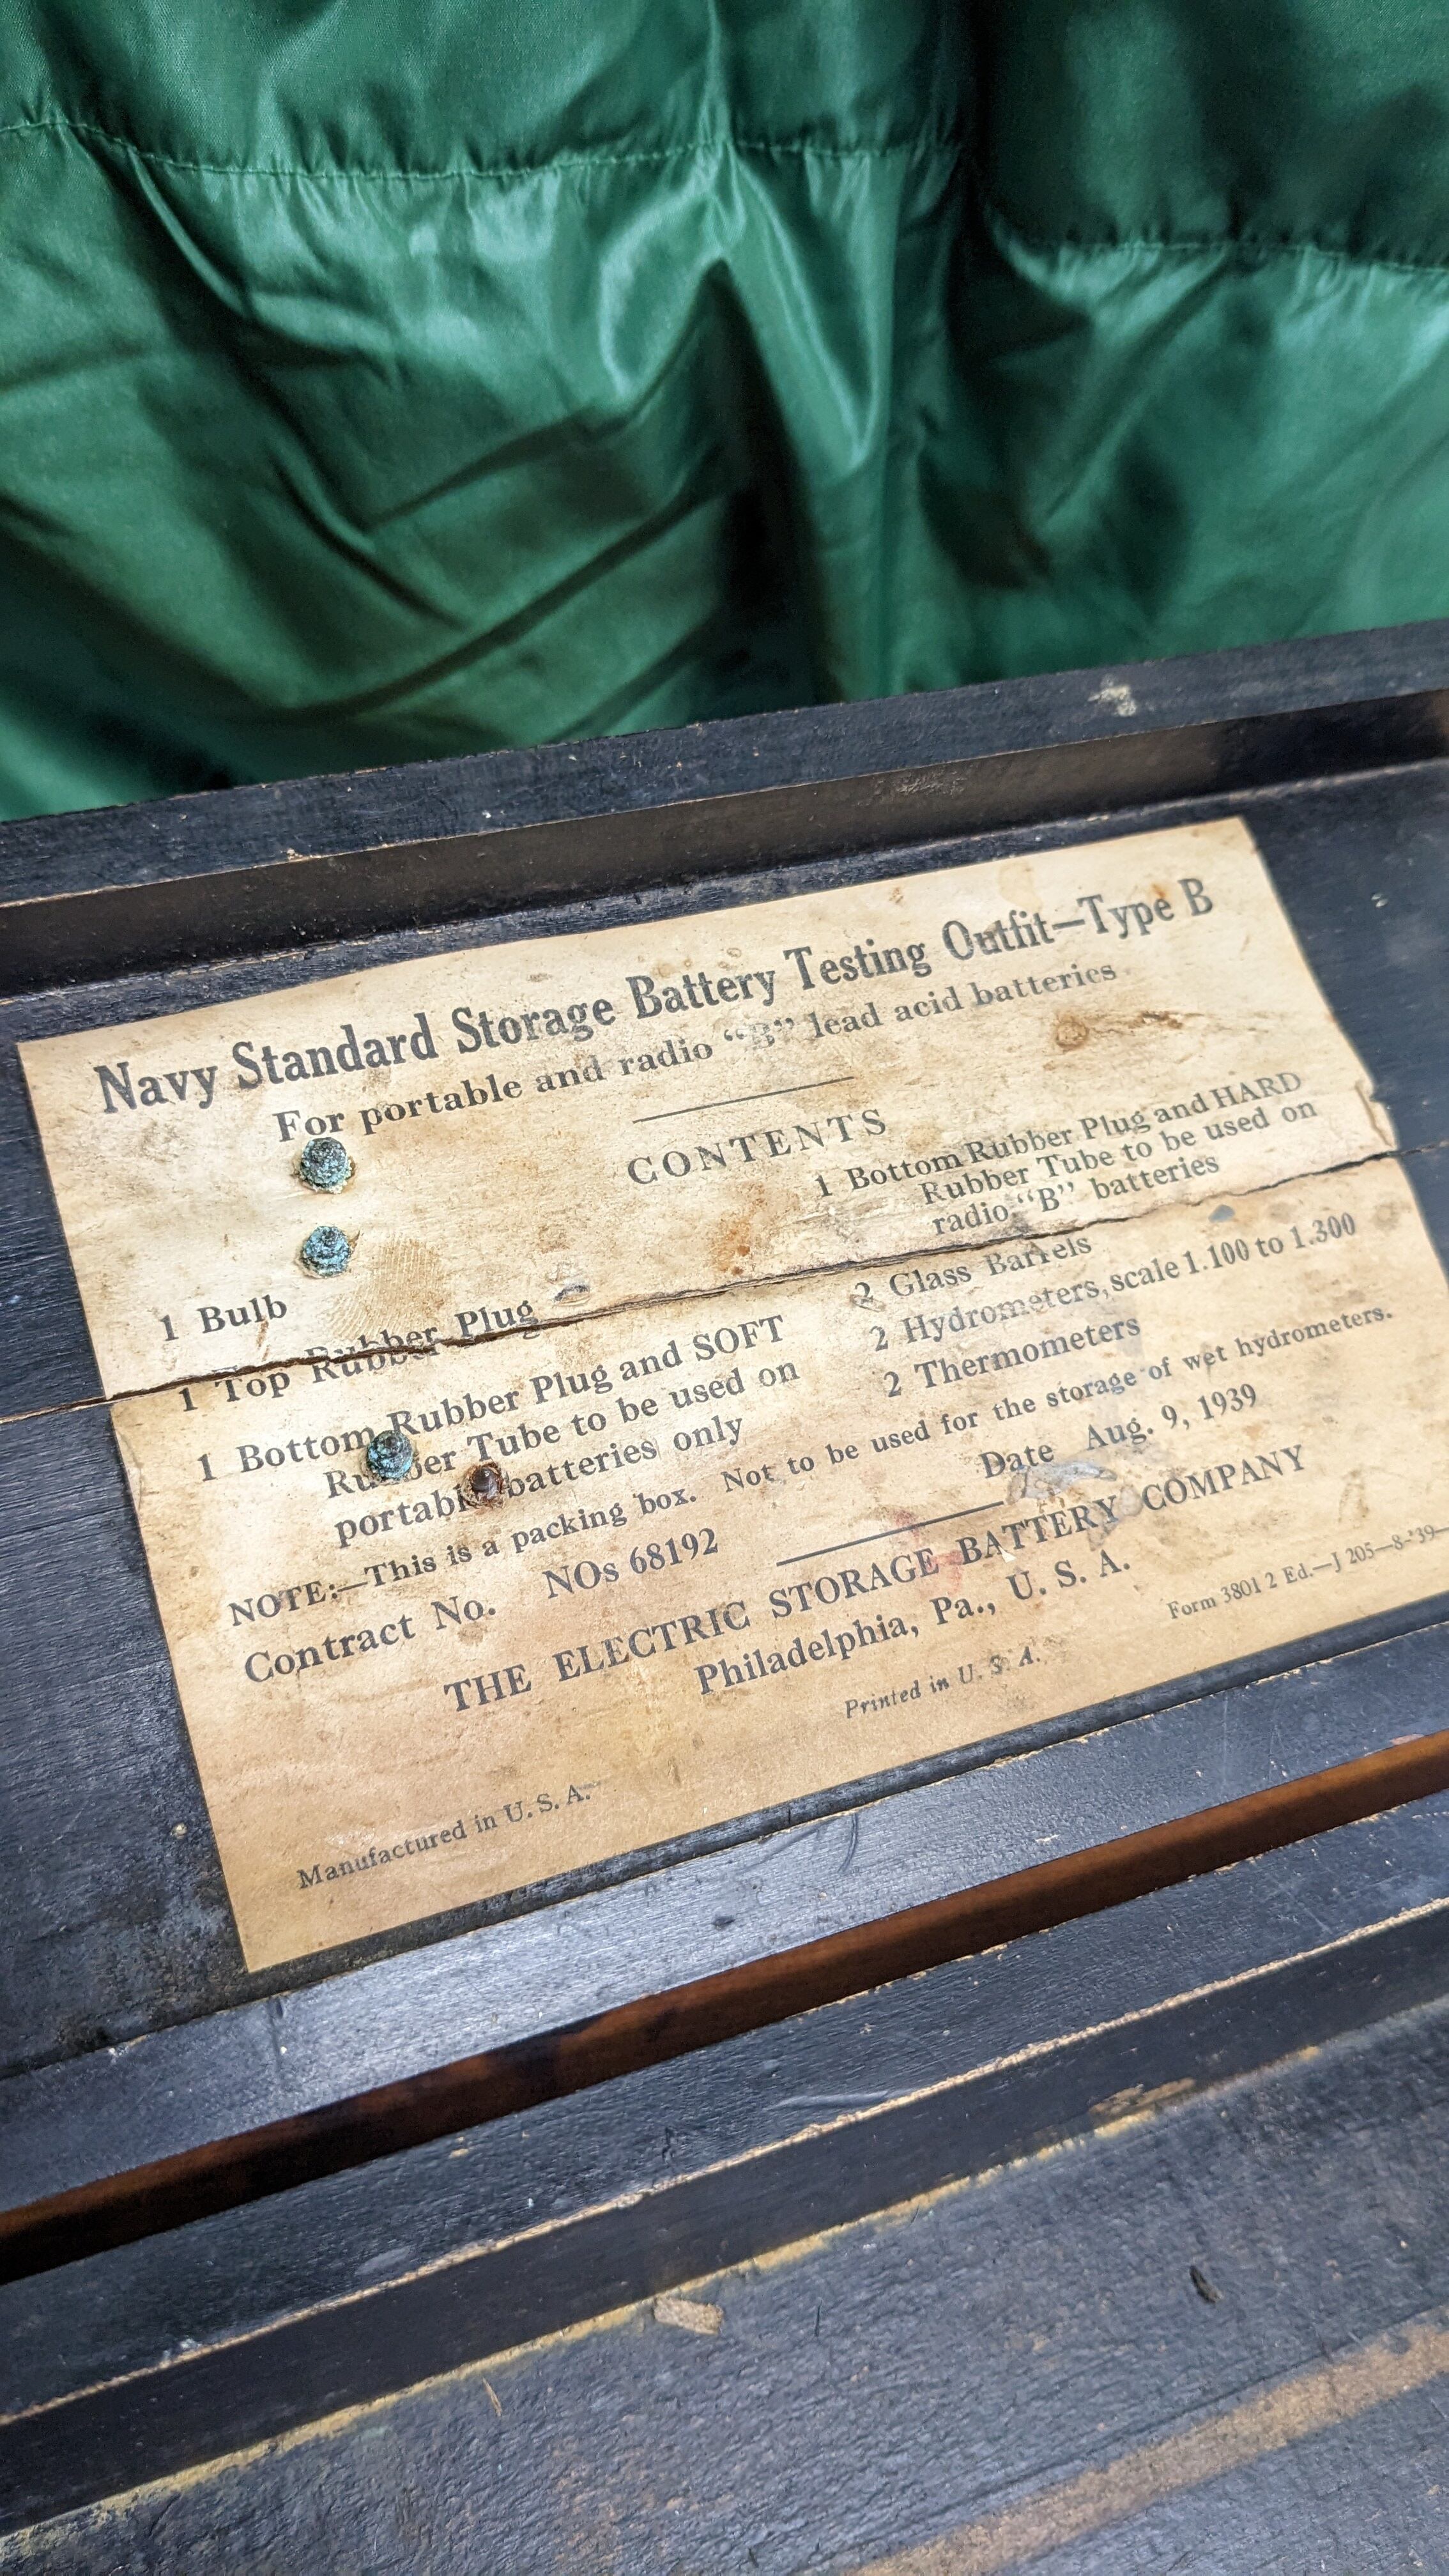 Navy Standard Storage Battery Testing Outfit—Type B
For portable and radio “B” lead acid batteries
CONTENTS
1 Bulb
1 Top Rubber Plug
1 Bottom Rubber Plug and SOFT
Rubber Tube to be used on
portable batteries only
1 Bottom Rubber Plug and HARD
Rubber Tube to be used on
radio “B” batteries
2 Glass Barrels
2 Hydrometers, scale 1.100 to 1.300
2 Thermometers
NOTE:—This is a packing box. Not to be used for the storage of wet hydrometers.
Contract No. NOs 68192 Date Aug. 9, 1939
THE ELECTRIC STORAGE BATTERY COMPANY
Philadelphia, Pa., U. S. A.
Form 3801 2 Ed.—J 205—8-'39—
Printed in U. S. A.
Manufactured in U. S. A.